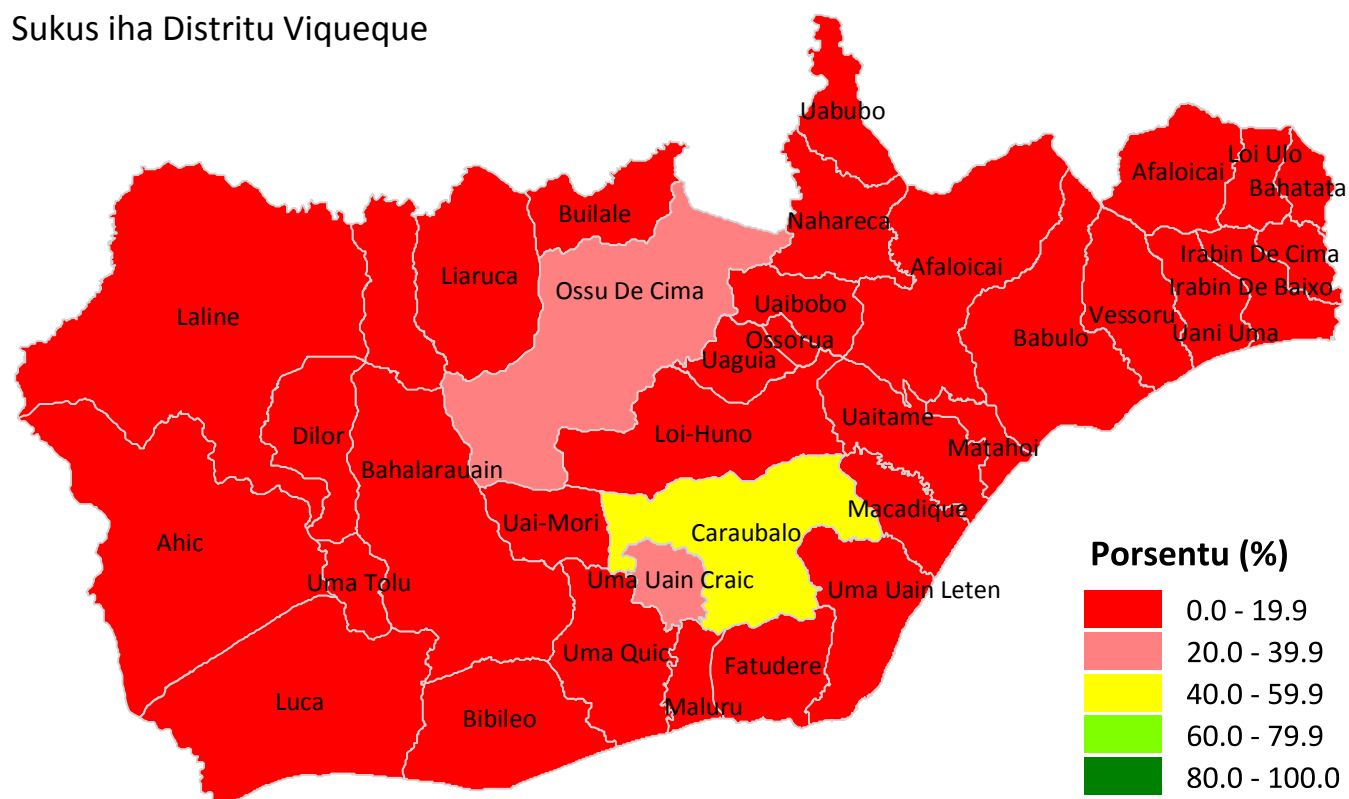 Sukus iha Distritu Viqueque
Uabubo
Loi Ulo
Afaloicai
Bahatata
Builale
Nahareca
Irabin De Cima
Afaloicai
Liaruca
Irabin De Baixo
Ossu De Cima
Uaibobo
Laline
Vessoru
Uani Uma
Babulo
Ossorua
Uaguia
Uaitame
Dilor
Loi-Huno
Matahoi
Bahalarauain
Macadique
Uai-Mori
Caraubalo
Ahic
Uma Tolu
Uma Uain Craic
Uma Uain Leten
Uma Quic
Fatudere
Luca
Maluru
Bibileo
Porsentu (%)
0.0 - 19.9
20.0 - 39.9
40.0 - 59.9
60.0 - 79.9
80.0 - 100.0